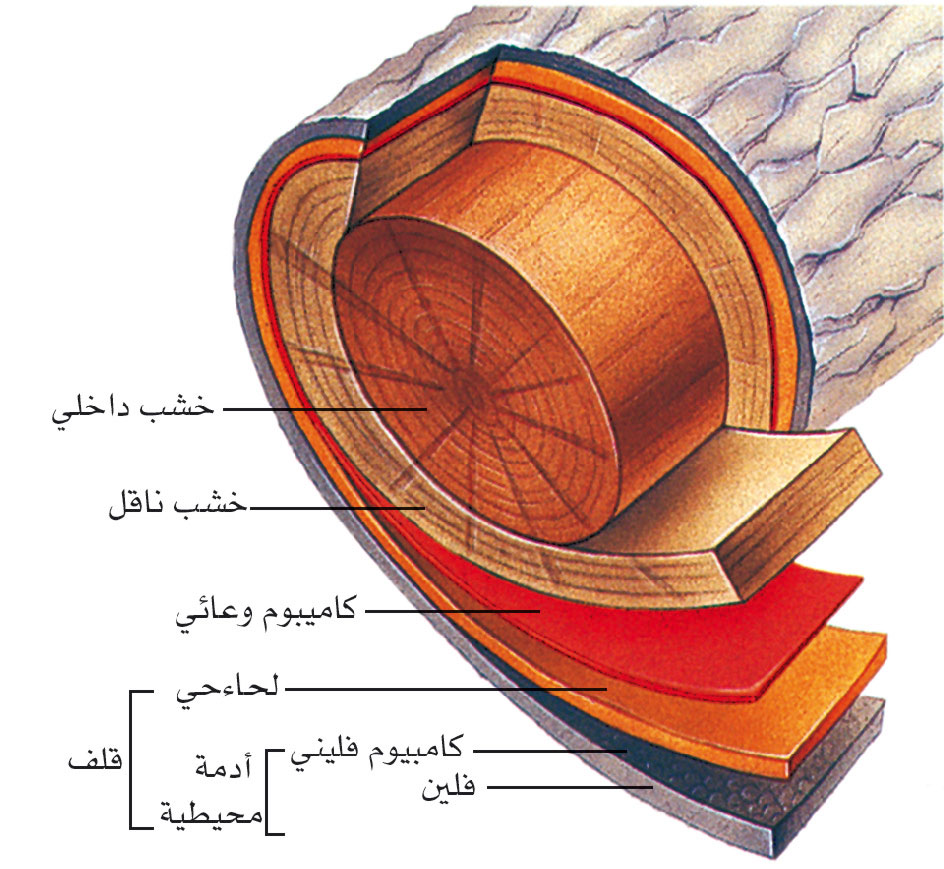 خشب داخلي
خشب ناقل
كامبيوم وعائي
لحاءحي
كامبيوم فليني
فلين
أدمة
محيطية
قلف